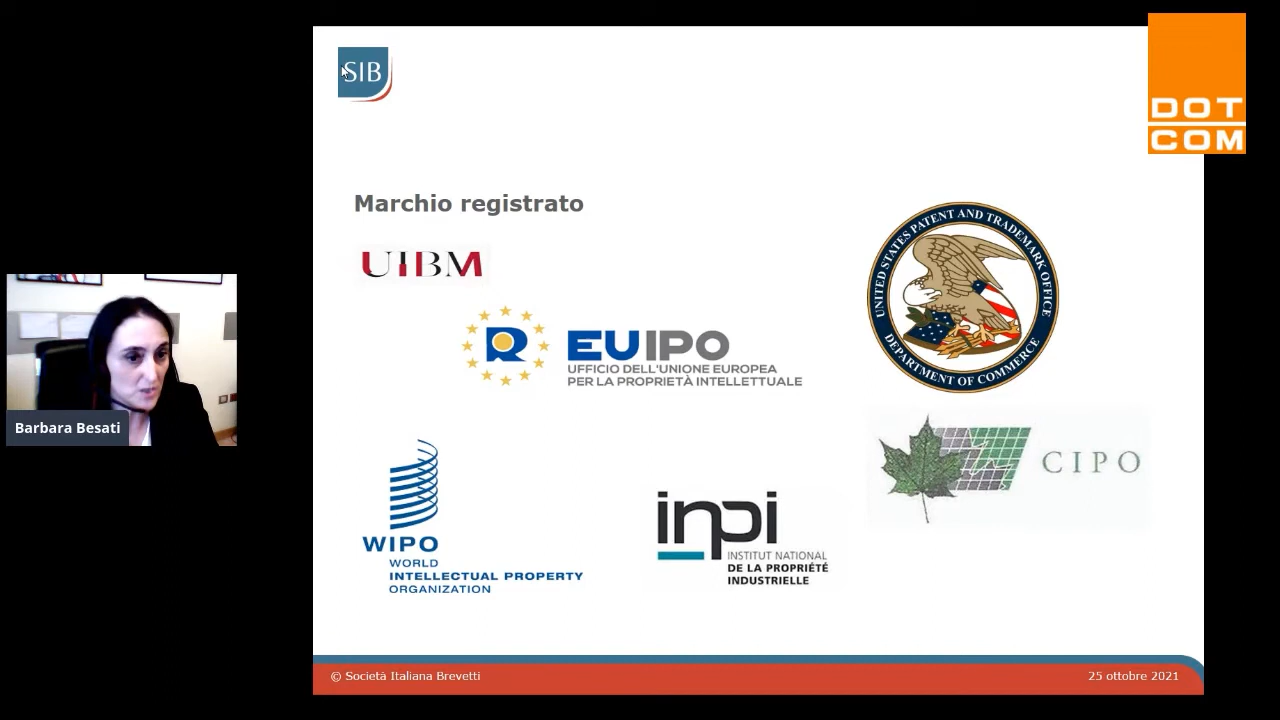 SIB
DOT
COM
Marchio registrato
UIBM
UNITED STATES PATENT AND TRADEMARK OFFICE
DEPARTMENT OF COMMERCE
EUIPO
UFFICIO DELL'UNIONE EUROPEA
PER LA PROPRIETÀ INTELLETTUALE
Barbara Besati
CIPO
WIPO
WORLD
INTELLECTUAL PROPERTY
ORGANIZATION
inpi
INSTITUT NATIONAL
DE LA PROPRIÉTÉ
INDUSTRIELLE
© Società Italiana Brevetti
25 ottobre 2021